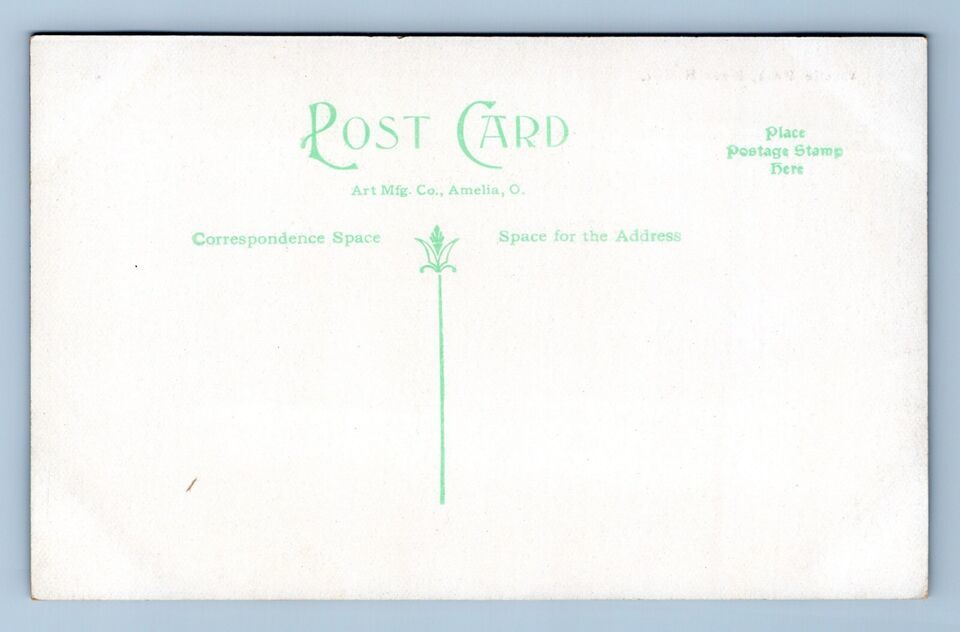 POST CARD
Place
Postage Stamp
Here
Art Mfg. Co., Amelia, O.
Correspondence Space
Space for the Address